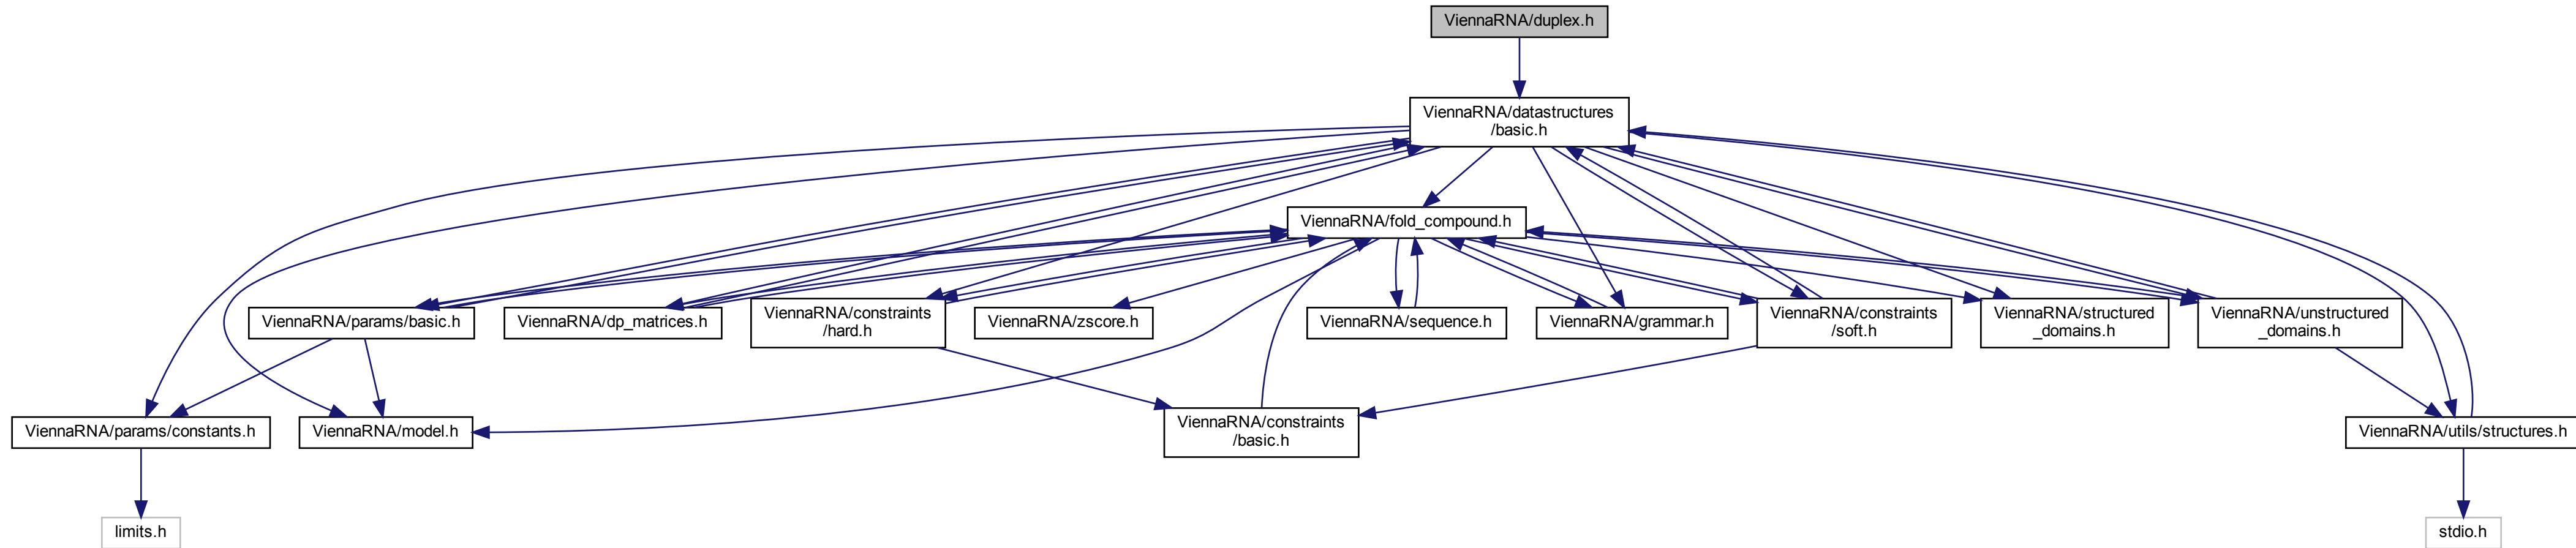 ViennaRNA/duplex.h
ViennaRNA/datastructures
/basic.h
ViennaRNA/fold_compound.h
ViennaRNA/params/basic.h
ViennaRNA/dp_matrices.h
ViennaRNA/constraints
/hard.h
ViennaRNA/zscore.h
ViennaRNA/sequence.h
ViennaRNA/grammar.h
ViennaRNA/constraints
/soft.h
ViennaRNA/structured
_domains.h
ViennaRNA/unstructured
_domains.h
ViennaRNA/params/constants.h
ViennaRNA/model.h
ViennaRNA/constraints
/basic.h
ViennaRNA/utils/structures.h
limits.h
stdio.h